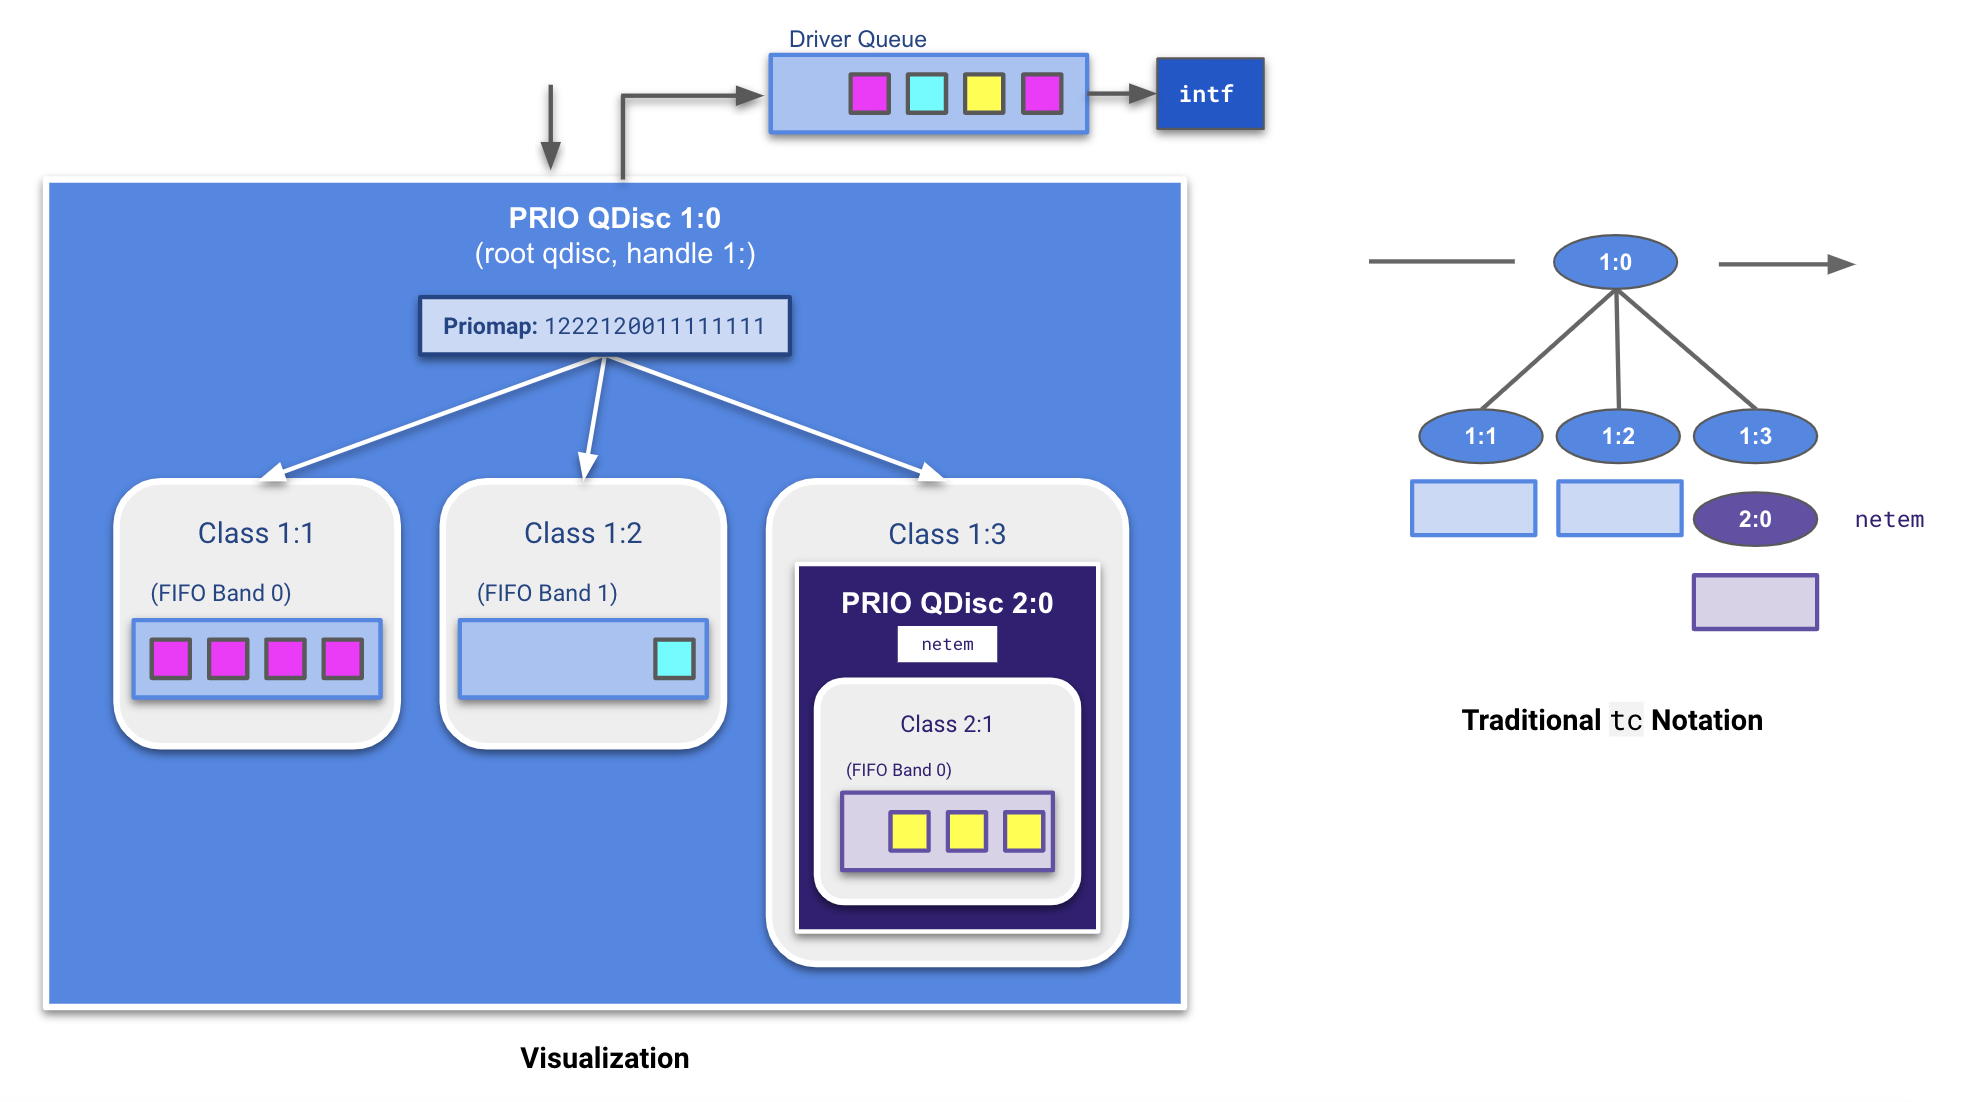 Driver Queue
intf
PRIO QDisc 1:0
(root qdisc, handle 1:)
Priomap: 1222120011111111
Class 1:1
(FIFO Band 0)
Class 1:2
(FIFO Band 1)
Class 1:3
PRIO QDisc 2:0
netem
Class 2:1
(FIFO Band 0)
Visualization
1:0
1:1
1:2
1:3
2:0
netem
Traditional tc Notation